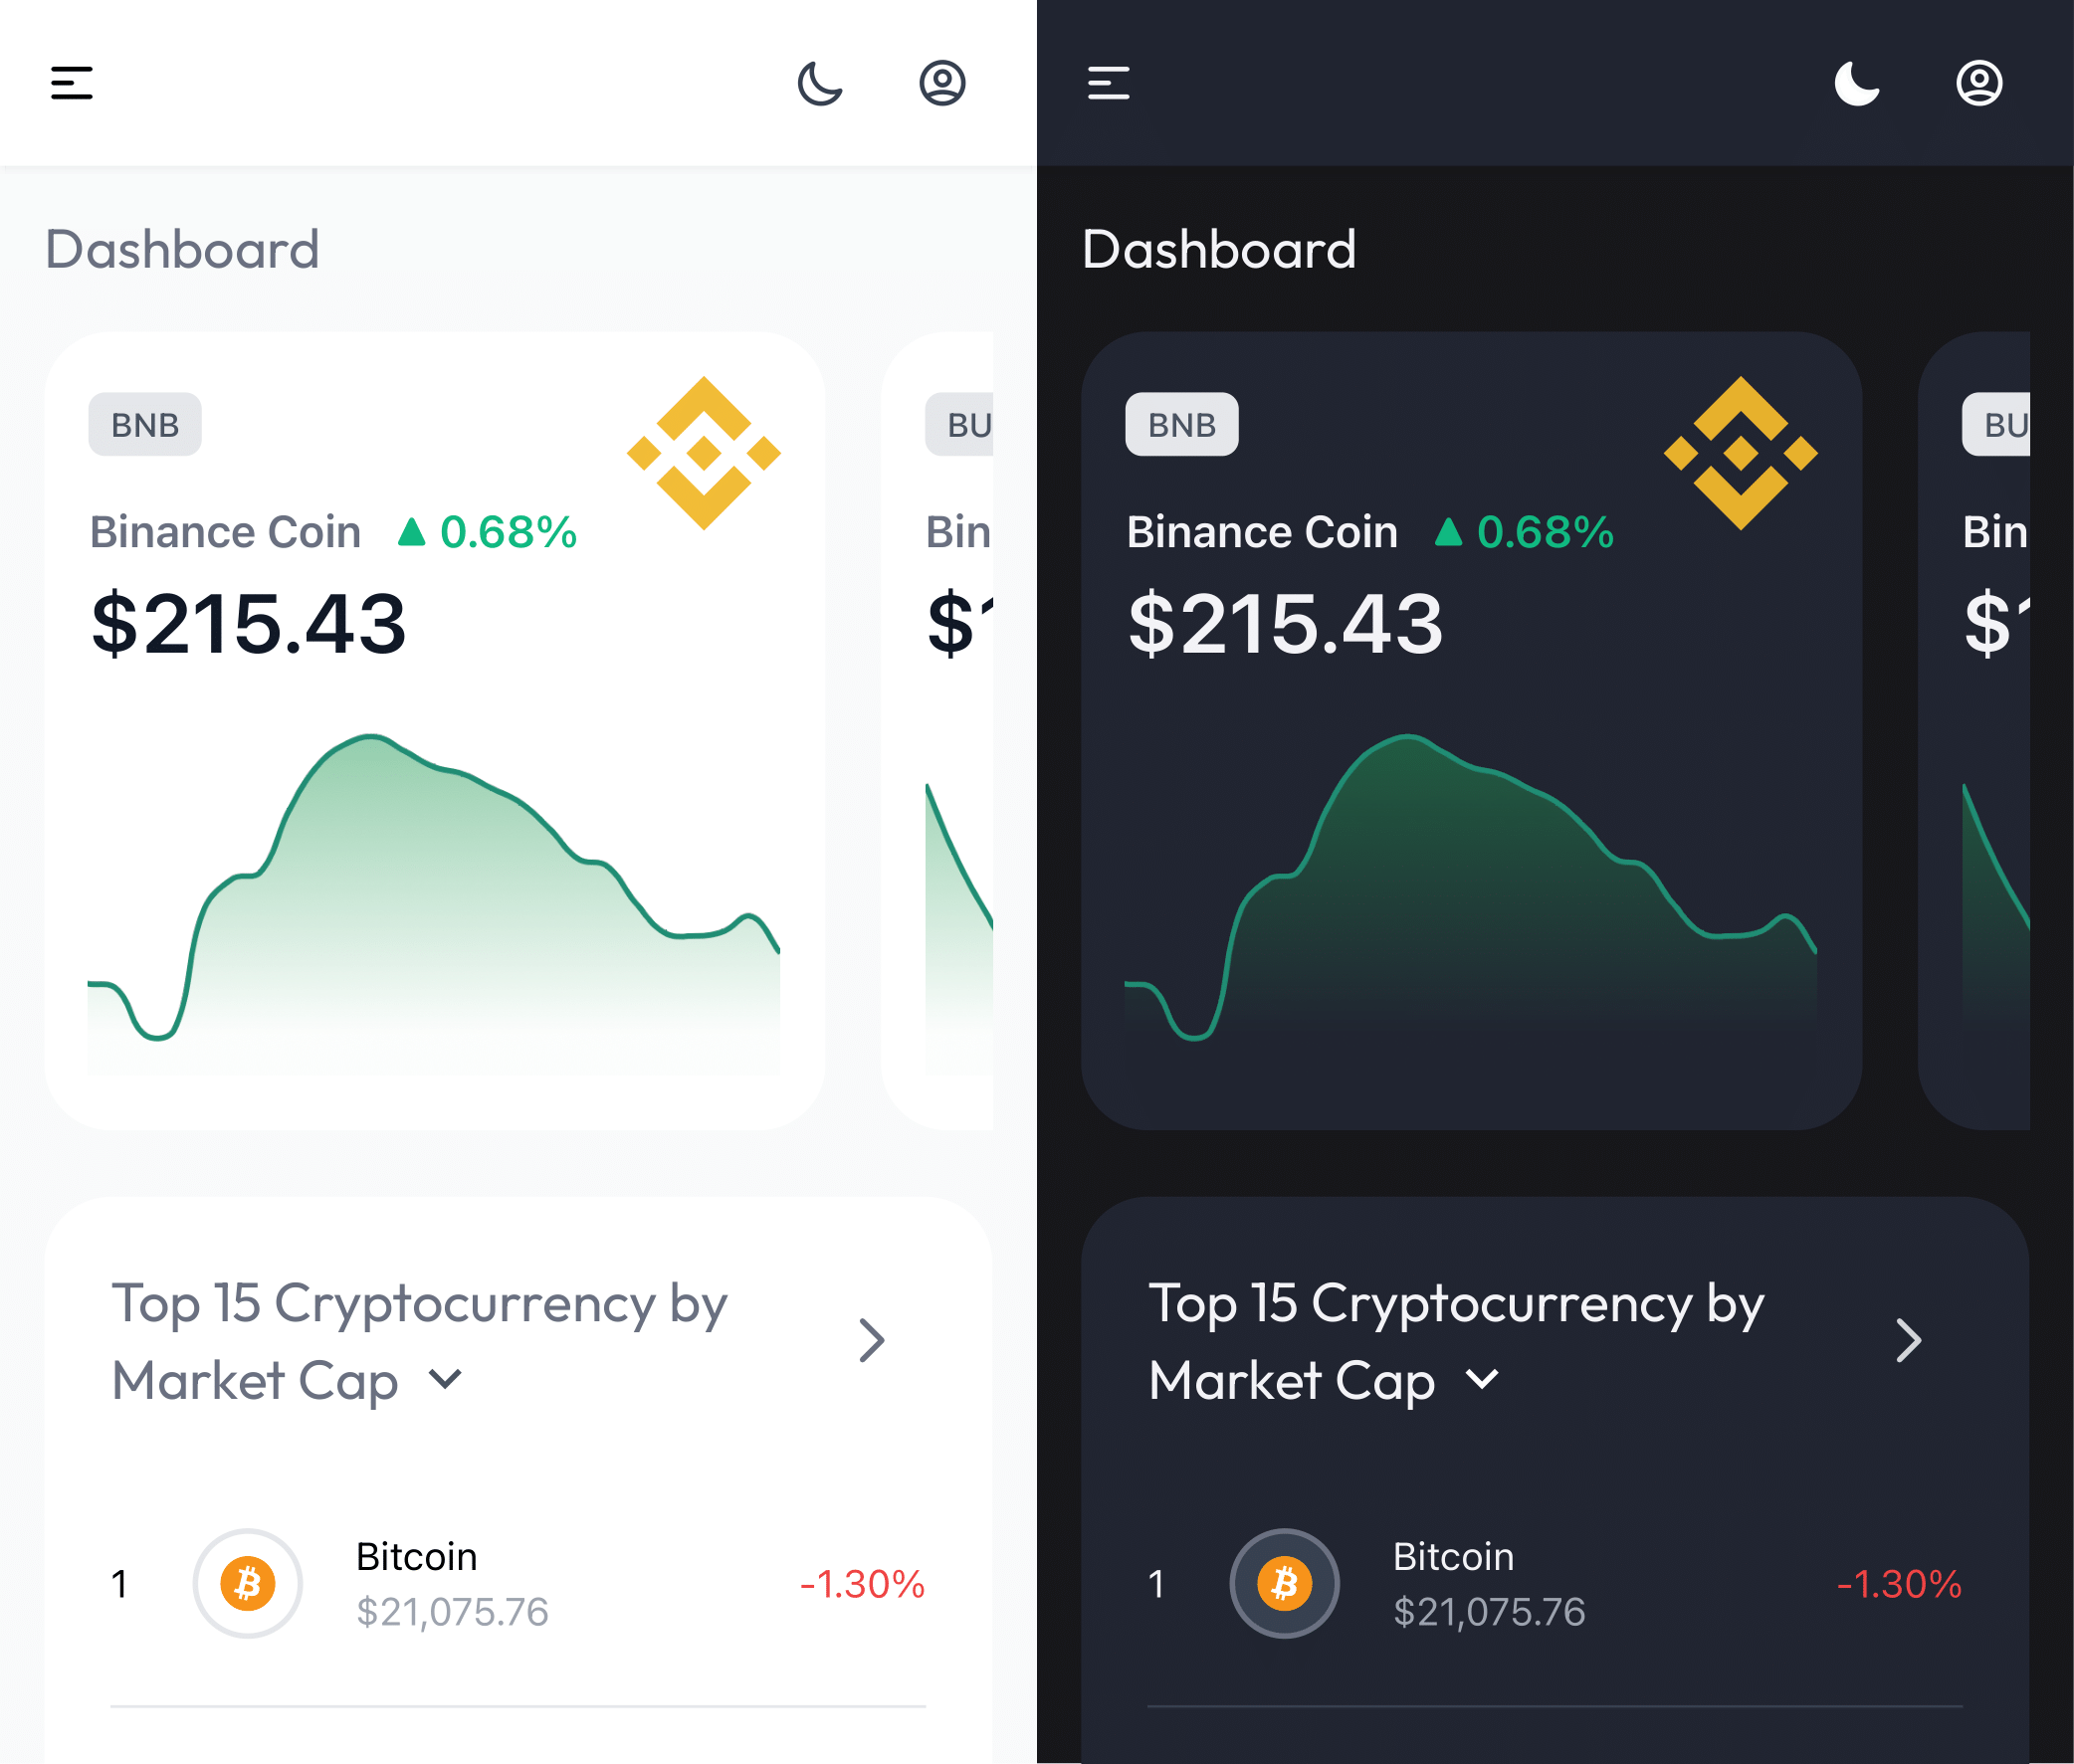 Dashboard
BNB
Binance Coin ▲ 0.68%
$215.43
BU
Bin
$1
Top 15 Cryptocurrency by
Market Cap
1
Bitcoin
$21,075.76
-1.30%
Dashboard
BNB
Binance Coin ▲ 0.68%
$215.43
BU
Bin
$1
Top 15 Cryptocurrency by
Market Cap
1
Bitcoin
$21,075.76
-1.30%